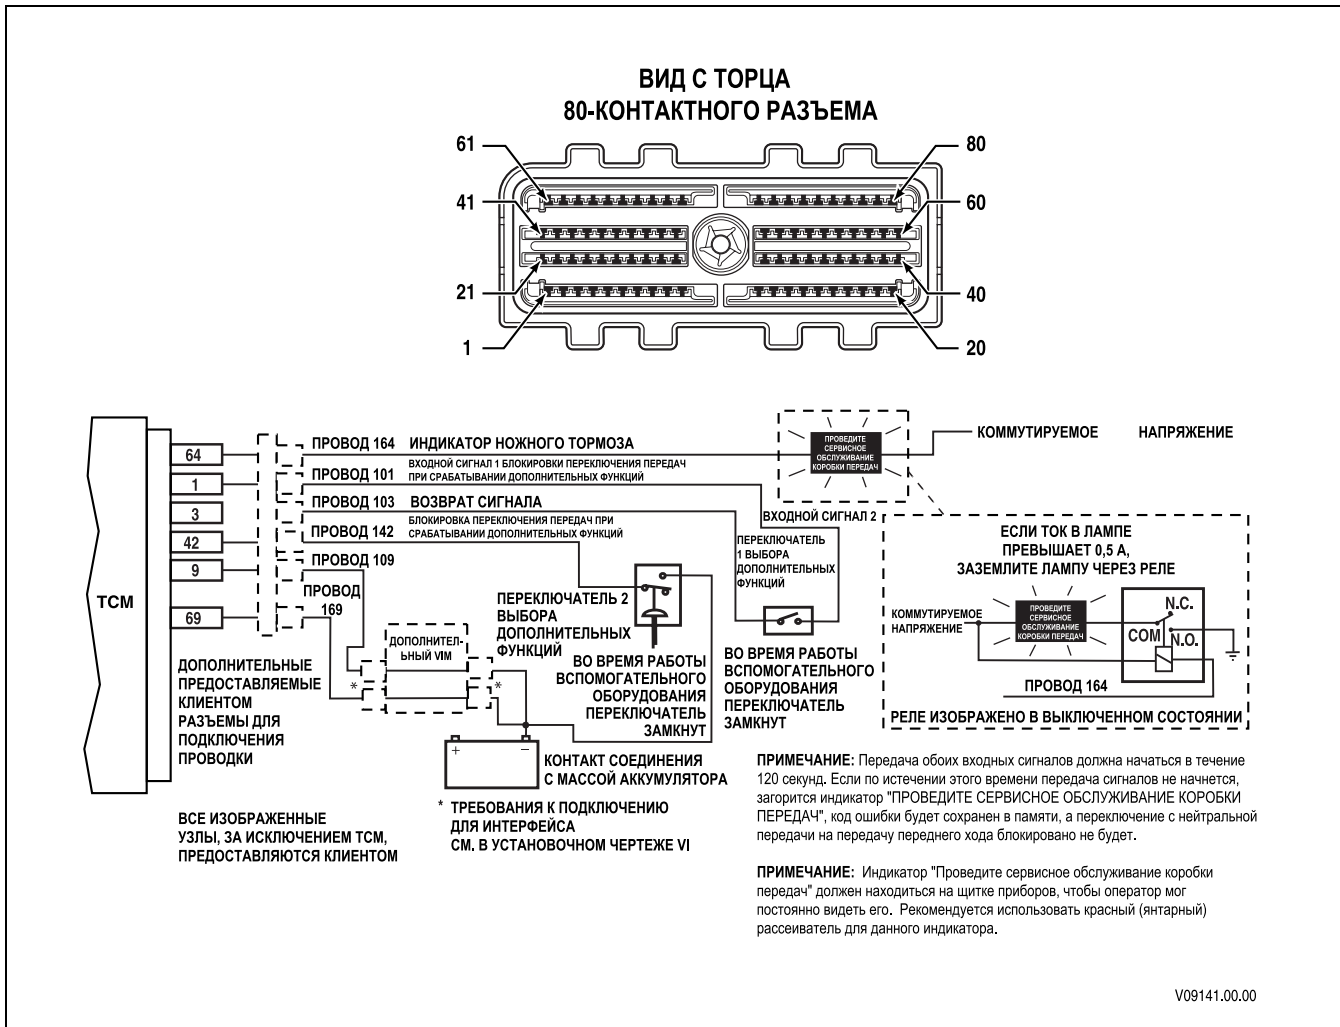 ВИД С ТОРЦА
80-КОНТАКТНОГО РАЗЪЕМА
61
80
41
60
21
40
1
20
64
1
3
42
9
69
TCM
ПРОВОД 164 ИНДИКАТОР НОЖНОГО ТОРМОЗА
ВХОДНОЙ СИГНАЛ 1 БЛОКИРОВКИ ПЕРЕКЛЮЧЕНИЯ ПЕРЕДАЧ
ПРОВОД 101 ПРИ СРАБАТЫВАНИИ ДОПОЛНИТЕЛЬНЫХ ФУНКЦИЙ
ПРОВОД 103 ВОЗВРАТ СИГНАЛА
БЛОКИРОВКА ПЕРЕКЛЮЧЕНИЯ ПЕРЕДАЧ ПРИ
ПРОВОД 142 СРАБАТЫВАНИИ ДОПОЛНИТЕЛЬНЫХ ФУНКЦИЙ
ПРОВОД 109
ПРОВОД
169
ПРОВЕДИТЕ
СЕРВИСНОЕ
ОБСЛУЖИВАНИЕ
КОРОБКИ ПЕРЕДАЧ
КОММУТИРУЕМОЕ НАПРЯЖЕНИЕ
ВХОДНОЙ СИГНАЛ 2
ПЕРЕКЛЮЧАТЕЛЬ
1 ВЫБОРА
ДОПОЛНИТЕЛЬНЫХ
ФУНКЦИЙ
ПЕРЕКЛЮЧАТЕЛЬ 2
ВЫБОРА
ДОПОЛНИТЕЛЬНЫХ
ФУНКЦИЙ
ДОПОЛНИТЕЛ-
ЬНЫЙ VIM
*
*
ВО ВРЕМЯ РАБОТЫ
ВСПОМОГАТЕЛЬНОГО
ОБОРУДОВАНИЯ
ПЕРЕКЛЮЧАТЕЛЬ
ЗАМКНУТ
ВО ВРЕМЯ РАБОТЫ
ВСПОМОГАТЕЛЬНОГО
ОБОРУДОВАНИЯ
ПЕРЕКЛЮЧАТЕЛЬ
ЗАМКНУТ
ЕСЛИ ТОК В ЛАМПЕ
ПРЕВЫШАЕТ 0,5 А,
ЗАЗЕМЛИТЕ ЛАМПУ ЧЕРЕЗ РЕЛЕ
КОММУТИРУЕМОЕ
НАПРЯЖЕНИЕ
ПРОВЕДИТЕ
СЕРВИСНОЕ
ОБСЛУЖИВАНИЕ
КОРОБКИ ПЕРЕДАЧ
N.C.
COM
N.O.
ПРОВОД 164
РЕЛЕ ИЗОБРАЖЕНО В ВЫКЛЮЧЕННОМ СОСТОЯНИИ
ДОПОЛНИТЕЛЬНЫЕ
ПРЕДОСТАВЛЯЕМЫЕ
КЛИЕНТОМ
РАЗЪЕМЫ ДЛЯ
ПОДКЛЮЧЕНИЯ
ПРОВОДКИ
+ −
КОНТАКТ СОЕДИНЕНИЯ
С МАССОЙ АККУМУЛЯТОРА
* ТРЕБОВАНИЯ К ПОДКЛЮЧЕНИЮ
ДЛЯ ИНТЕРФЕЙСА
СМ. В УСТАНОВОЧНОМ ЧЕРТЕЖЕ VI
ВСЕ ИЗОБРАЖЕННЫЕ
УЗЛЫ, ЗА ИСКЛЮЧЕНИЕМ TCM,
ПРЕДОСТАВЛЯЮТСЯ КЛИЕНТОМ
ПРИМЕЧАНИЕ: Передача обоих входных сигналов должна начаться в течение
120 секунд. Если по истечении этого времени передача сигналов не начнется,
загорится индикатор "ПРОВЕДИТЕ СЕРВИСНОЕ ОБСЛУЖИВАНИЕ КОРОБКИ
ПЕРЕДАЧ", код ошибки будет сохранен в памяти, а переключение с нейтральной
передачи на передачу переднего хода блокировано не будет.
ПРИМЕЧАНИЕ: Индикатор "Проведите сервисное обслуживание коробки
передач" должен находиться на щитке приборов, чтобы оператор мог
постоянно видеть его. Рекомендуется использовать красный (янтарный)
рассеиватель для данного индикатора.
V09141.00.00